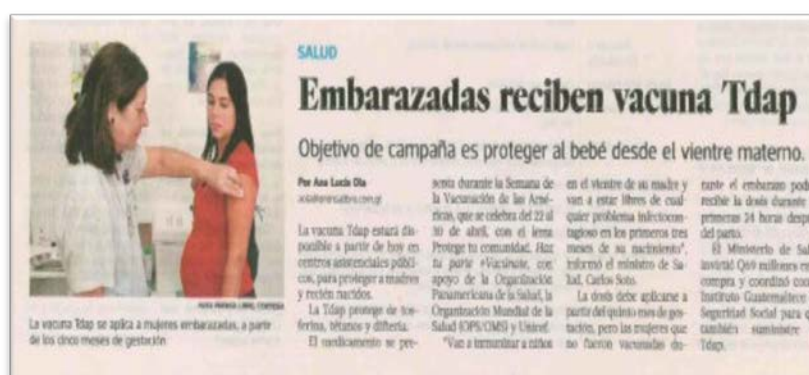 SALUD
Embarazadas reciben vacuna Tdap
Objetivo de campaña es proteger al bebé desde el vientre materno.
Por Ana Lucía Ola
La vacuna Tdap estará dis-
ponible a partir de hoy en
centros asistenciales públi-
cos, para proteger a madres
y recién nacidos.
La Tdap protege de tos-
ferina, tétanos y difteria.
El medicamento se pre-
senta durante la Semana de
la Vacunación de las Amé-
ricas, que se celebra del 22 al
30 de abril, con el lema
Protege tu comunidad. Haz
tu parte #Vacúnate, con
apoyo de la Organización
Panamericana de la Salud, la
Organización Mundial de la
Salud (OPS/OMS) y Unicef.
"Van a inmunizar a niños
en el vientre de su madre y
van a estar libres de cual-
quier problema infectocon-
tagioso en los primeros tres
meses de su nacimiento",
informó el ministro de Sa-
lud, Carlos Soto.
La dosis debe aplicarse a
partir del quinto mes de ges-
tación, pero las mujeres que
no fueron vacunadas du-
rante el embarazo pod
recibir la dosis durante
primeras 24 horas desp
del parto.
El Ministerio de Sal
invirtió Q69 millones
compra y coordinó con
Instituto Guatemalteco
Seguridad Social para q
también suministre
Tdap.
La vacuna Tdap se aplica a mujeres embarazadas, a partir
de los cinco meses de gestación.